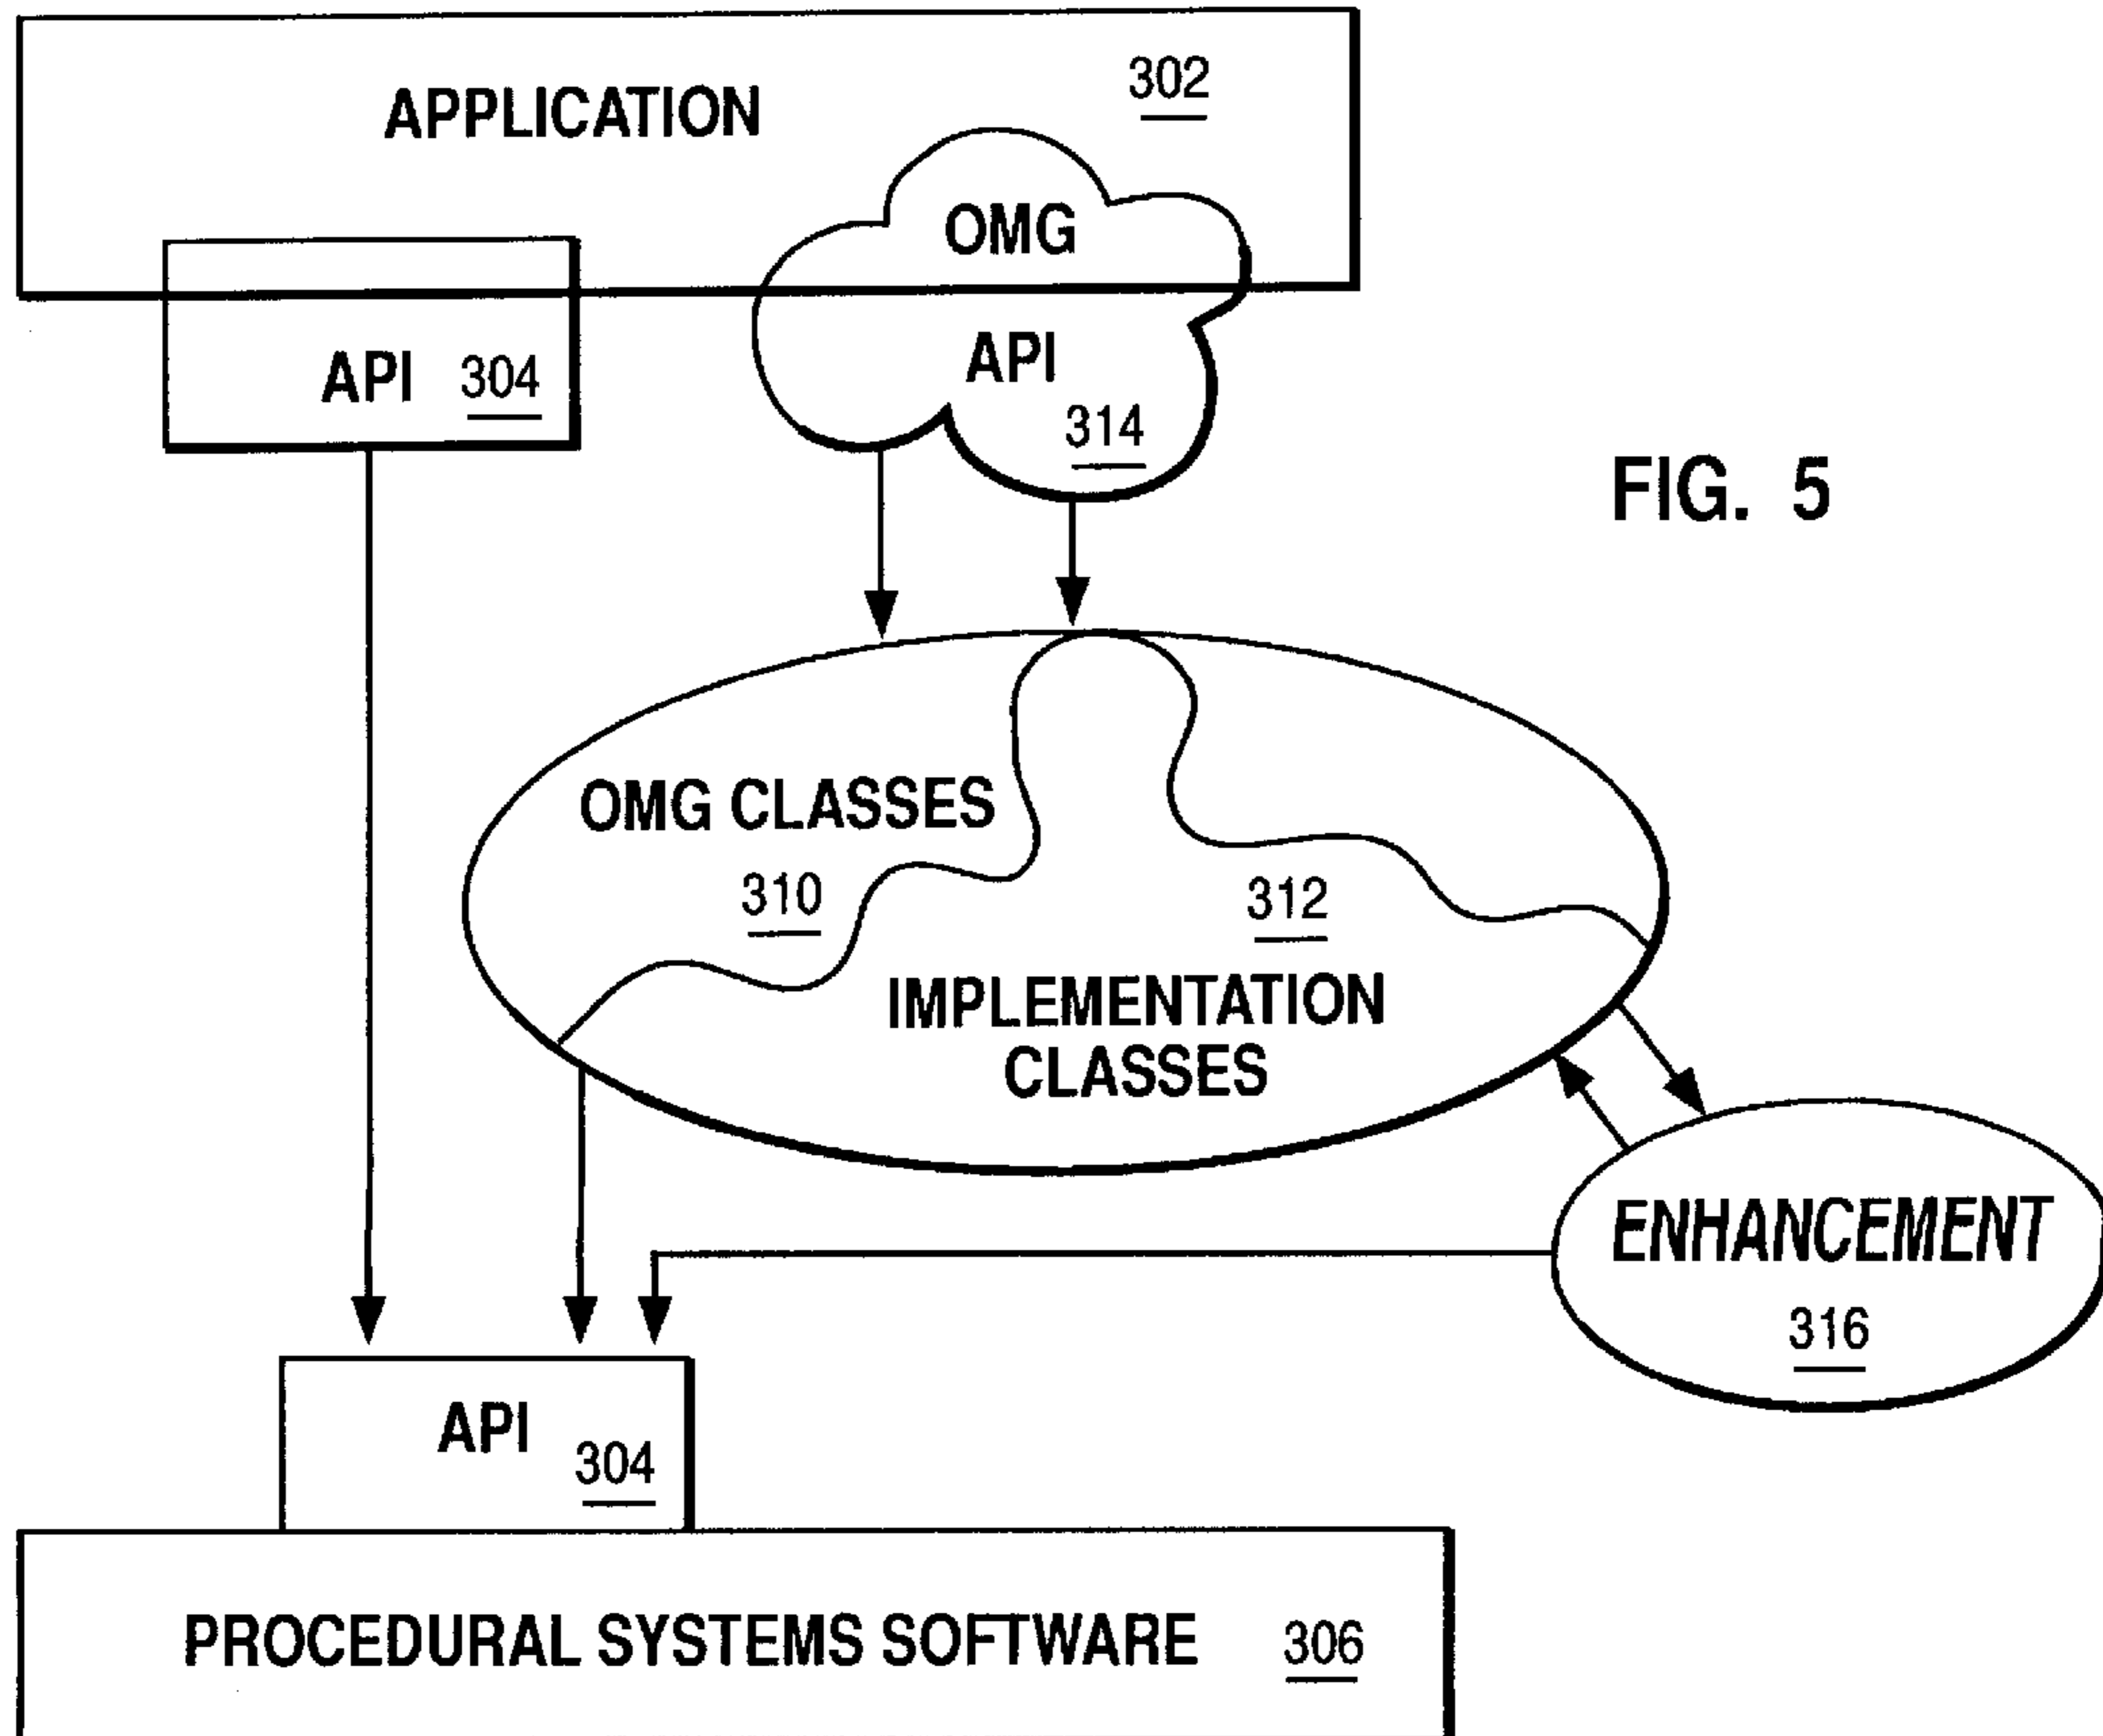 APPLICATION
302
OMG
API 304
API
314
FIG. 5
OMG CLASSES
310
312
IMPLEMENTATION
CLASSES
ENHANCEMENT
316
API
304
PROCEDURAL SYSTEMS SOFTWARE 306